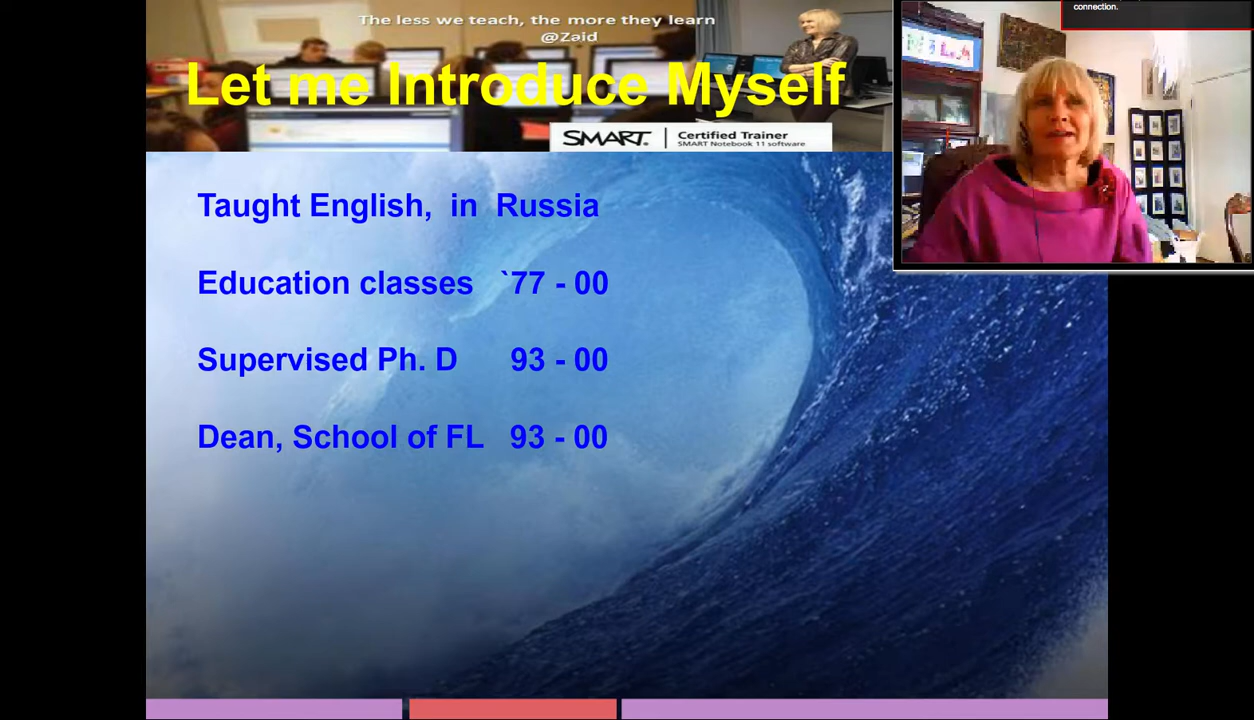 The less we teach, the more they learn
@Zaid
Let me Introduce Myself
SMART
Certified Trainer
SMART Notebook 11 software
connection.
Taught English, in Russia
Education classes `77 - 00
Supervised Ph. D 93 - 00
Dean, School of FL 93 - 00